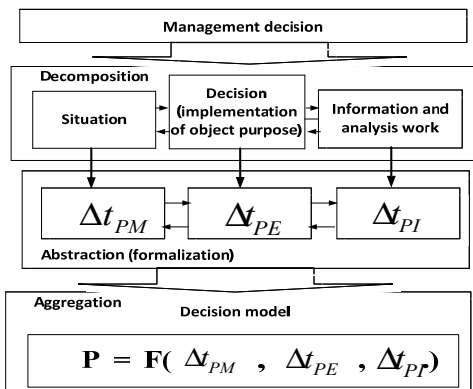 Management decision
Decomposition
Situation
Decision
(implementation
of object purpose)
Information and
analysis work
Δt_PM
Δt_PE
Δt_PI
Abstraction (formalization)
Aggregation
Decision model
P = F( Δt_PM , Δt_PE , Δt_PI )